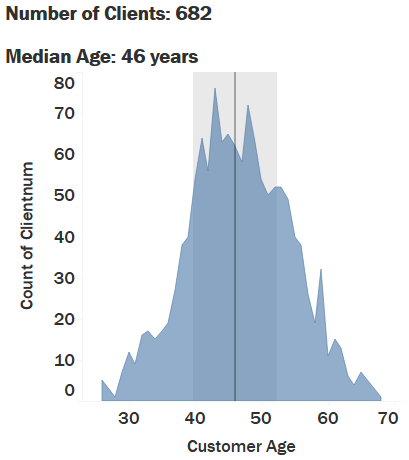 Number of Clients: 682
Median Age: 46 years
80
70
60
50
40
30
20
10
0
Count of Clientnum
30 40 50 60 70
Customer Age